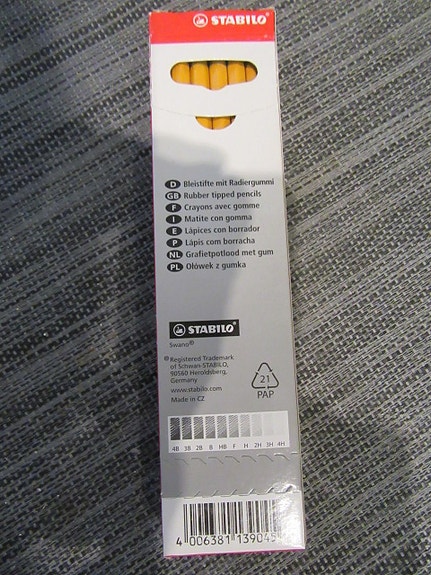 STABILO
D Bleistifte mit Radiergummi
GB Rubber tipped pencils
F Crayons avec gomme
I Matite con gomma
E Lápices con borrador
P Lápis com borracha
NL Grafietpotlood met gum
PL Ołówek z gumka
STABILO
Swano®
® Registered Trademark
of Schwan-STABILO,
90560 Heroldsberg,
Germany
www.stabilo.com
Made in CZ
21
PAP
4B 3B 2B B HB F H 2H 3H 4H
4 006381 139045